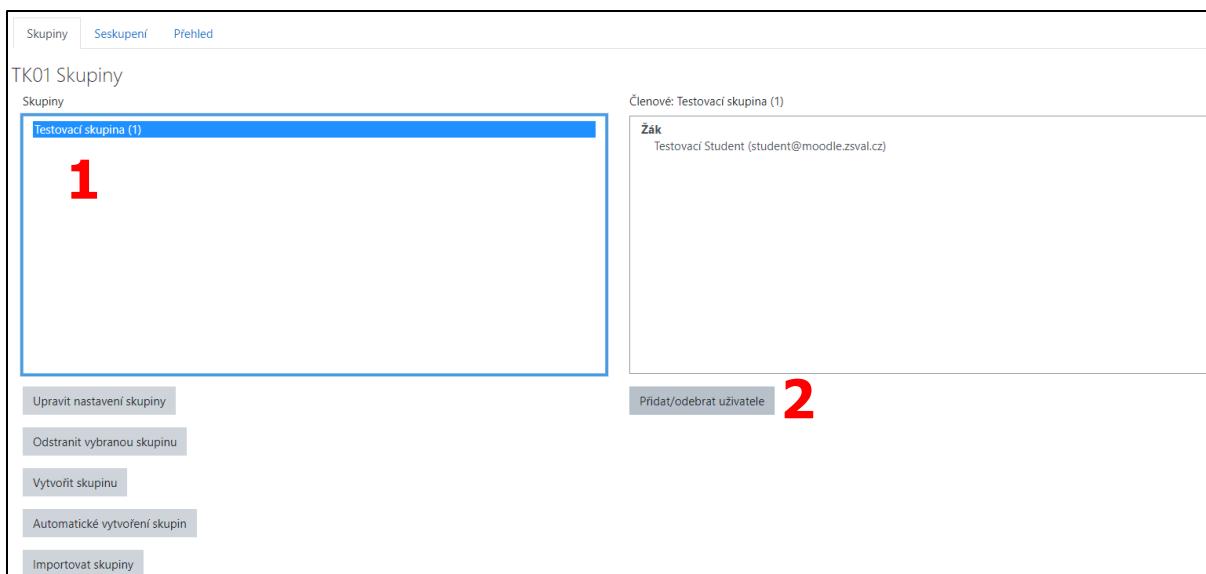 Skupiny Seskupení Přehled
TK01 Skupiny
Skupiny
Testovací skupina (1)
1
Členové: Testovací skupina (1)
Žák
Testovací Student (student@moodle.zsval.cz)
Upravit nastavení skupiny
Odstranit vybranou skupinu
Vytvořit skupinu
Automatické vytvoření skupin
Importovat skupiny
Přidat/odebrat uživatele
2